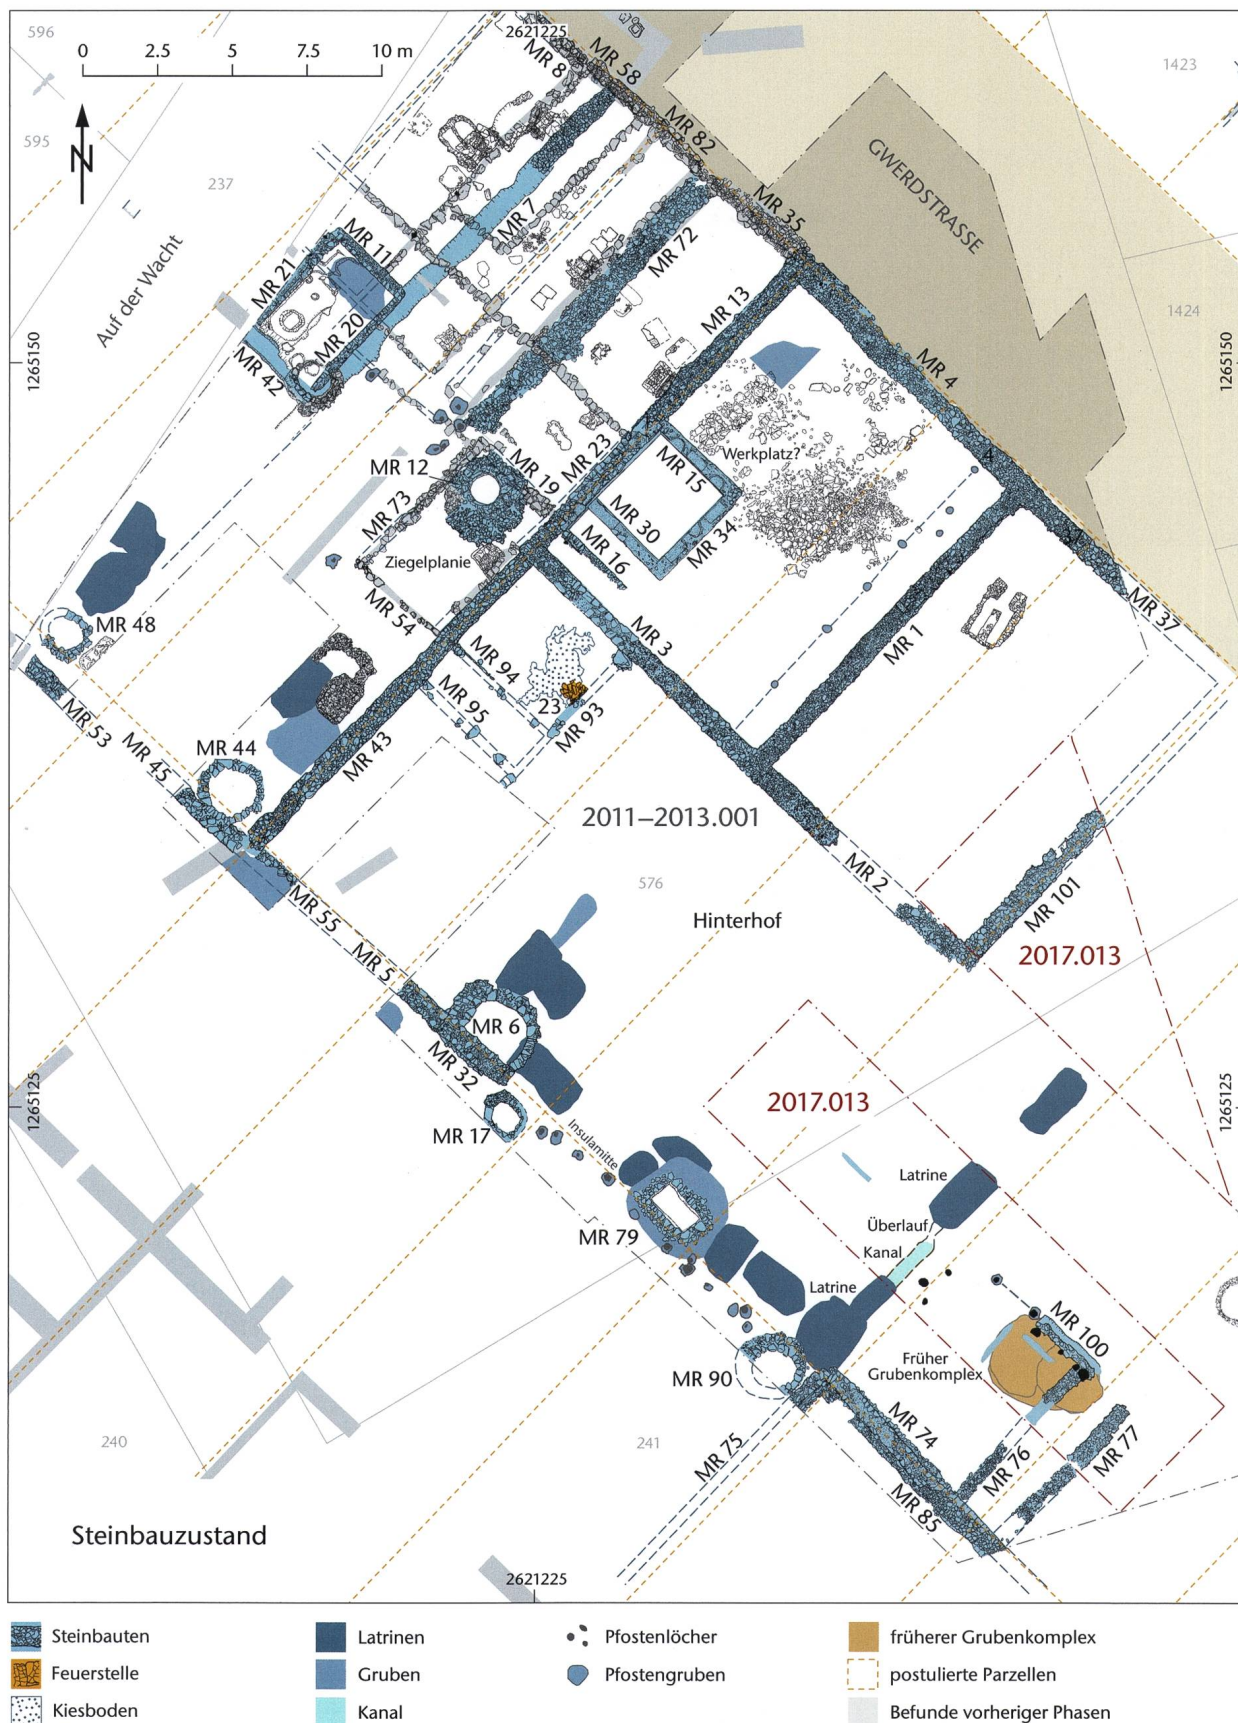 596
0 2.5 5 7.5 10 m
2621225
MR 58
MR 8
1423
595
N
MR 82
237
GWERDSTRASSE
MR 7
MR 35
Auf der Wacht
MR 11
MR 72
MR 21
MR 13
1424
MR 20
1265150
1265150
MR 42
MR 4
MR 12
MR 23
MR 15
Werkplatz?
MR 19
MR 73
MR 30
MR 34
MR 16
Ziegelplanie
MR 37
MR 48
MR 54
MR 1
MR 3
MR 94
MR 95
23
MR 93
MR 53
MR 45
MR 44
MR 43
2011–2013.001
MR 2
576
MR 101
MR 55
Hinterhof
2017.013
MR 5
MR 6
MR 32
2017.013
1265125
1265125
MR 17
Insulamitte
Latrine
Überlauf
MR 79
Kanal
Latrine
MR 100
Früher
Grubenkomplex
MR 90
MR 74
240
241
MR 75
MR 76
MR 77
MR 85
Steinbauzustand
2621225
Steinbauten
Latrinen
Pfostenlöcher
früherer Grubenkomplex
Feuerstelle
Gruben
Pfostengruben
postulierte Parzellen
Kiesboden
Kanal
Befunde vorheriger Phasen